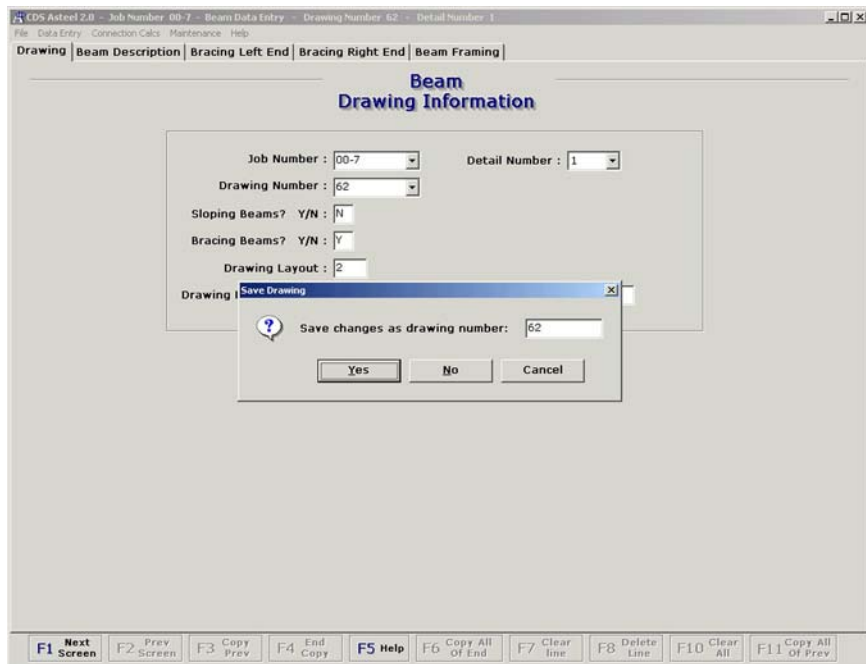 CDS Asteel 2.0 - Job Number 00-7 - Beam Data Entry - Drawing Number 62 - Detail Number 1
File Data Entry Connection Calcs Maintenance Help
Drawing Beam Description Bracing Left End Bracing Right End Beam Framing
Beam
Drawing Information
Job Number : 00-7 Detail Number : 1
Drawing Number : 62
Sloping Beams? Y/N : N
Bracing Beams? Y/N : Y
Drawing Layout : 2
Drawing
Save Drawing
? Save changes as drawing number: 62
Yes No Cancel
F1 Next Screen F2 Prev Screen F3 Copy Prev F4 End Copy F5 Help F6 Copy All Of End F7 Clear line F8 Delete Line F10 Clear All F11 Copy All Of Prev